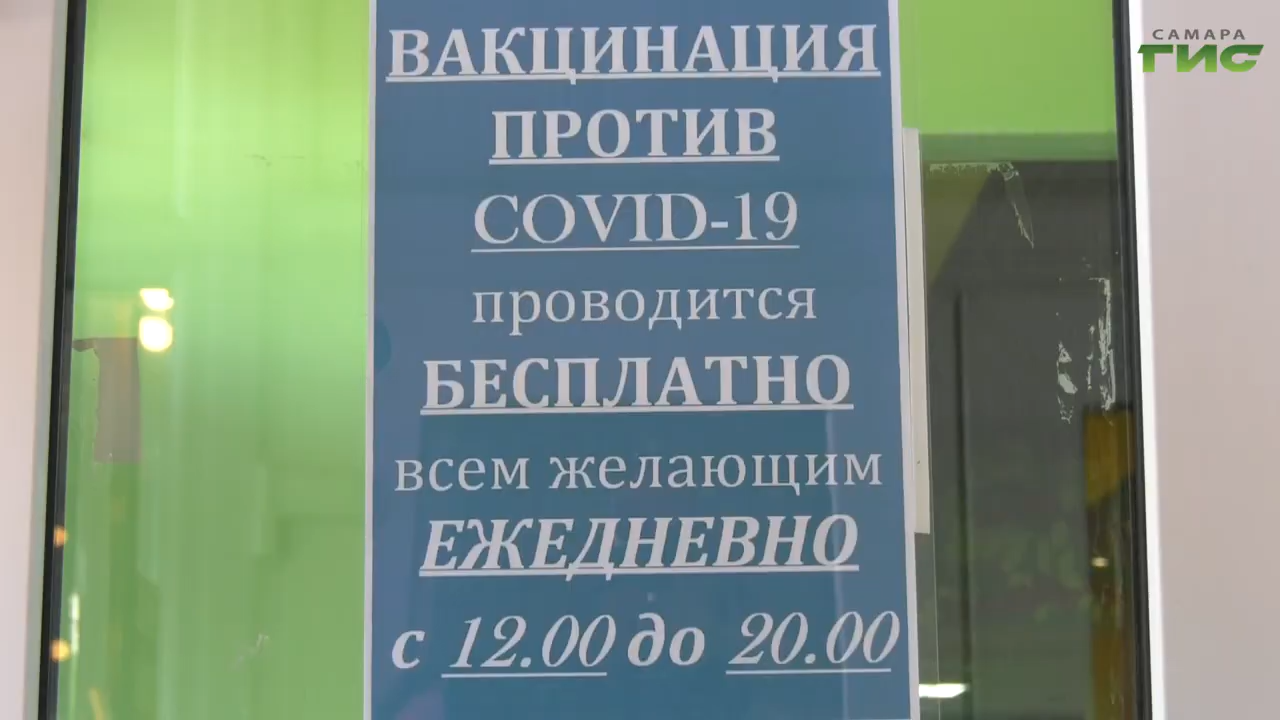 САМАРА
ГИС
ВАКЦИНАЦИЯ
ПРОТИВ
COVID-19
проводится
БЕСПЛАТНО
всем желающим
ЕЖЕДНЕВНО
с 12.00 до 20.00